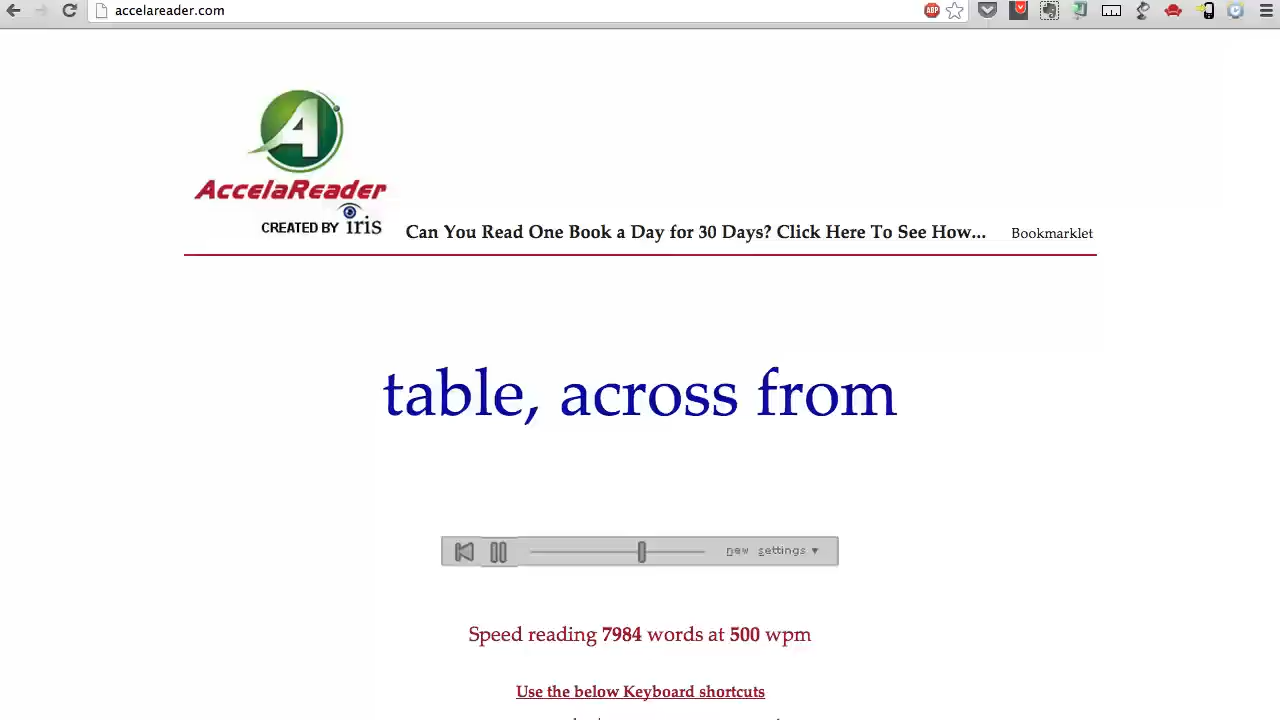 accelareader.com
ABP
A
AccelaReader
CREATED BY iris
Can You Read One Book a Day for 30 Days? Click Here To See How...
Bookmarklet
table, across from
new settings ▼
Speed reading 7984 words at 500 wpm
Use the below Keyboard shortcuts